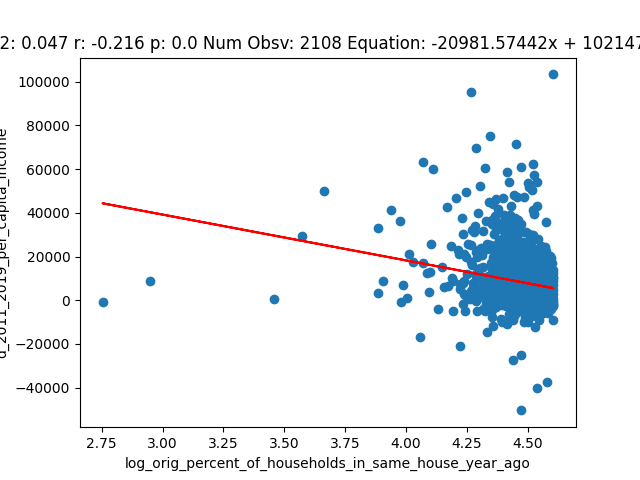 2: 0.047 r: -0.216 p: 0.0 Num Obsv: 2108 Equation: -20981.57442x + 102147
100000
80000
60000
40000
20000
0
−20000
−40000
d_2011_2019_per_capita_income
2.75 3.00 3.25 3.50 3.75 4.00 4.25 4.50
log_orig_percent_of_households_in_same_house_year_ago